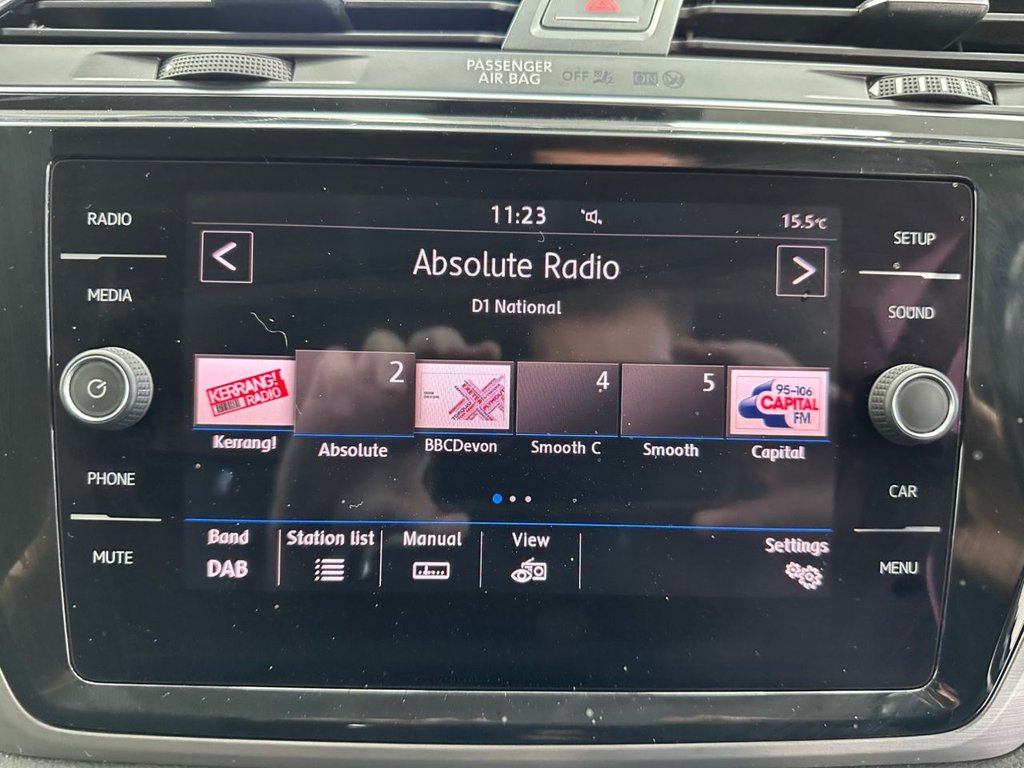 PASSENGER
AIR BAG
OFF
ON
RADIO
MEDIA
PHONE
MUTE
11:23
15.5°C
Absolute Radio
D1 National
KERRANG!
RADIO
2
4
5
95-106
CAPITAL
FM
Kerrang!
Absolute
BBCDevon
Smooth C
Smooth
Capital
Band
DAB
Station list
Manual
View
Settings
SETUP
SOUND
CAR
MENU